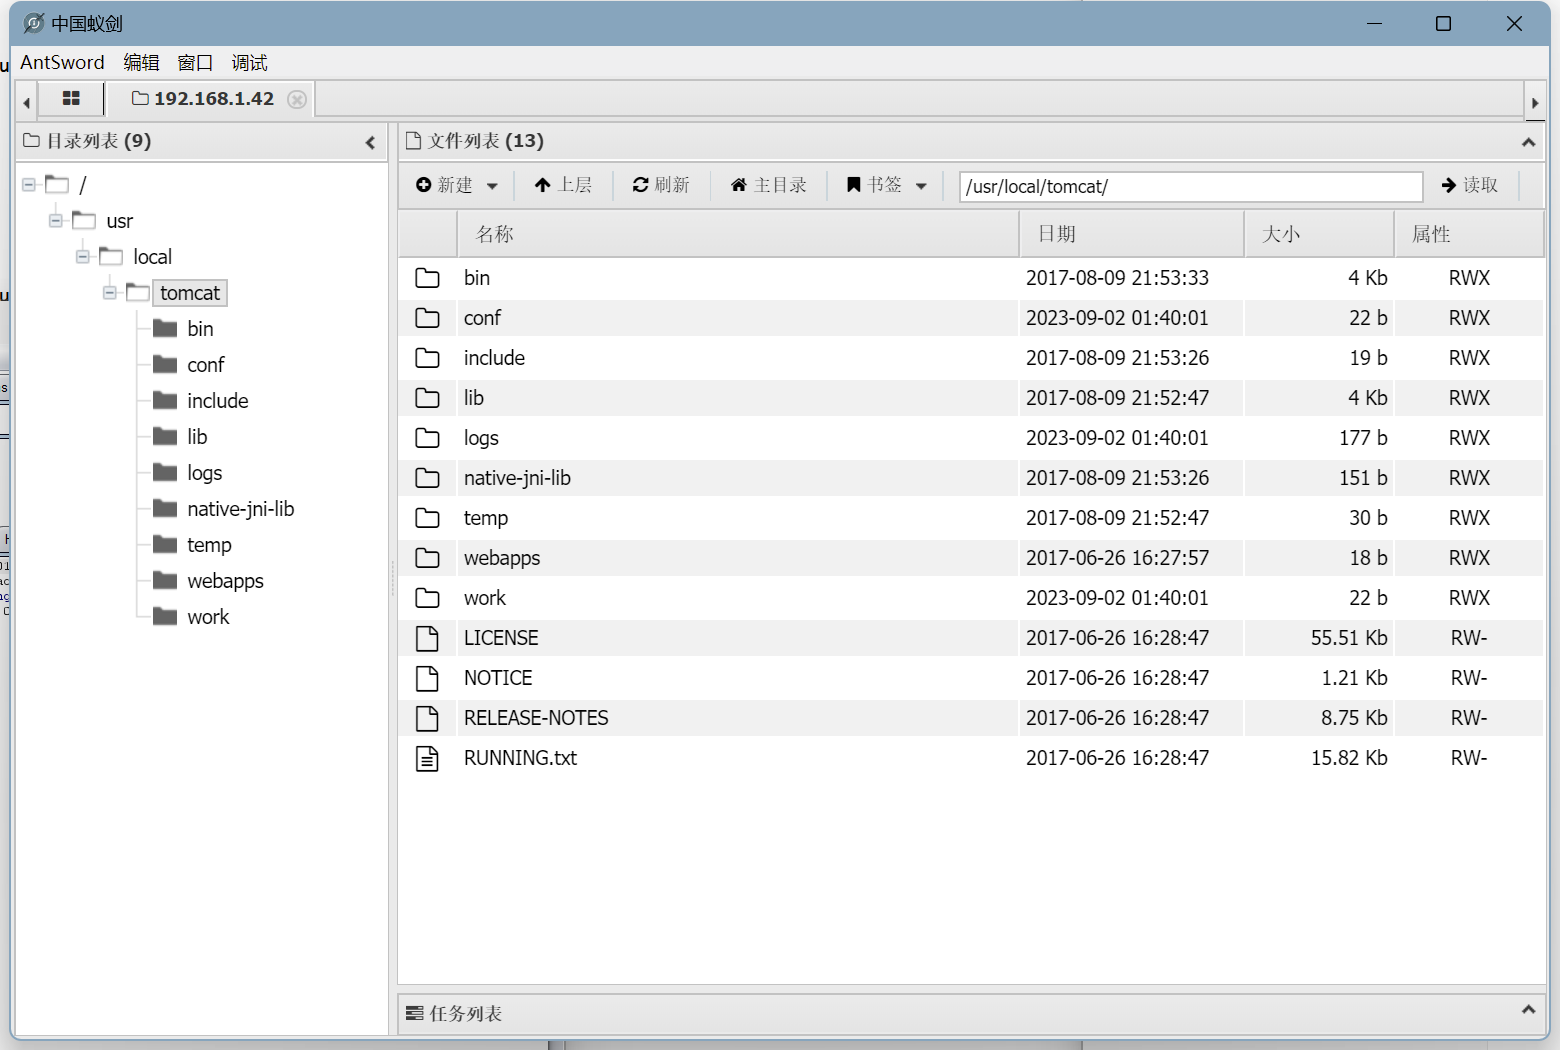 中国蚁剑
AntSword 编辑 窗口 调试
192.168.1.42
目录列表 (9)
/
usr
local
tomcat
bin
conf
include
lib
logs
native-jni-lib
temp
webapps
work
文件列表 (13)
新建 上层 刷新 主目录 书签 /usr/local/tomcat/ 读取
名称 日期 大小 属性
bin 2017-08-09 21:53:33 4 Kb RWX
conf 2023-09-02 01:40:01 22 b RWX
include 2017-08-09 21:53:26 19 b RWX
lib 2017-08-09 21:52:47 4 Kb RWX
logs 2023-09-02 01:40:01 177 b RWX
native-jni-lib 2017-08-09 21:53:26 151 b RWX
temp 2017-08-09 21:52:47 30 b RWX
webapps 2017-06-26 16:27:57 18 b RWX
work 2023-09-02 01:40:01 22 b RWX
LICENSE 2017-06-26 16:28:47 55.51 Kb RW-
NOTICE 2017-06-26 16:28:47 1.21 Kb RW-
RELEASE-NOTES 2017-06-26 16:28:47 8.75 Kb RW-
RUNNING.txt 2017-06-26 16:28:47 15.82 Kb RW-
任务列表